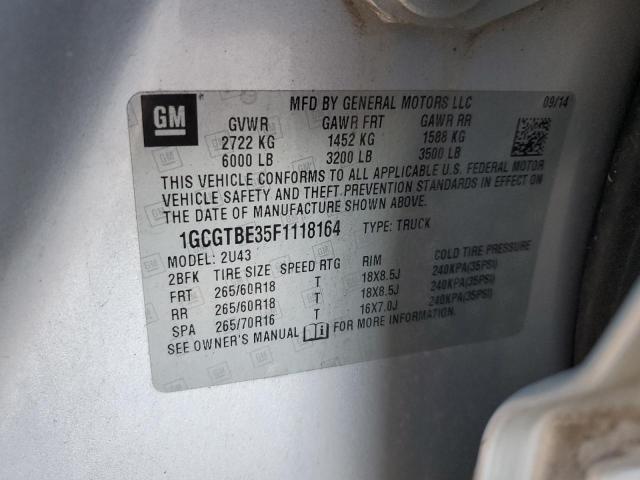 GM
MFD BY GENERAL MOTORS LLC 09/14
GVWR GAWR FRT GAWR RR
2722 KG 1452 KG 1588 KG
6000 LB 3200 LB 3500 LB
THIS VEHICLE CONFORMS TO ALL APPLICABLE U.S. FEDERAL MOTOR
VEHICLE SAFETY AND THEFT PREVENTION STANDARDS IN EFFECT ON
THE DATE OF MANUFACTURE SHOWN ABOVE.
1GCGTBE35F1118164 TYPE: TRUCK
MODEL: 2U43
2BFK TIRE SIZE SPEED RTG RIM COLD TIRE PRESSURE
FRT 265/60R18 T 18X8.5J 240KPA(35PSI)
RR 265/60R18 T 18X8.5J 240KPA(35PSI)
SPA 265/70R16 T 16X7.0J 240KPA(35PSI)
SEE OWNER'S MANUAL FOR MORE INFORMATION.